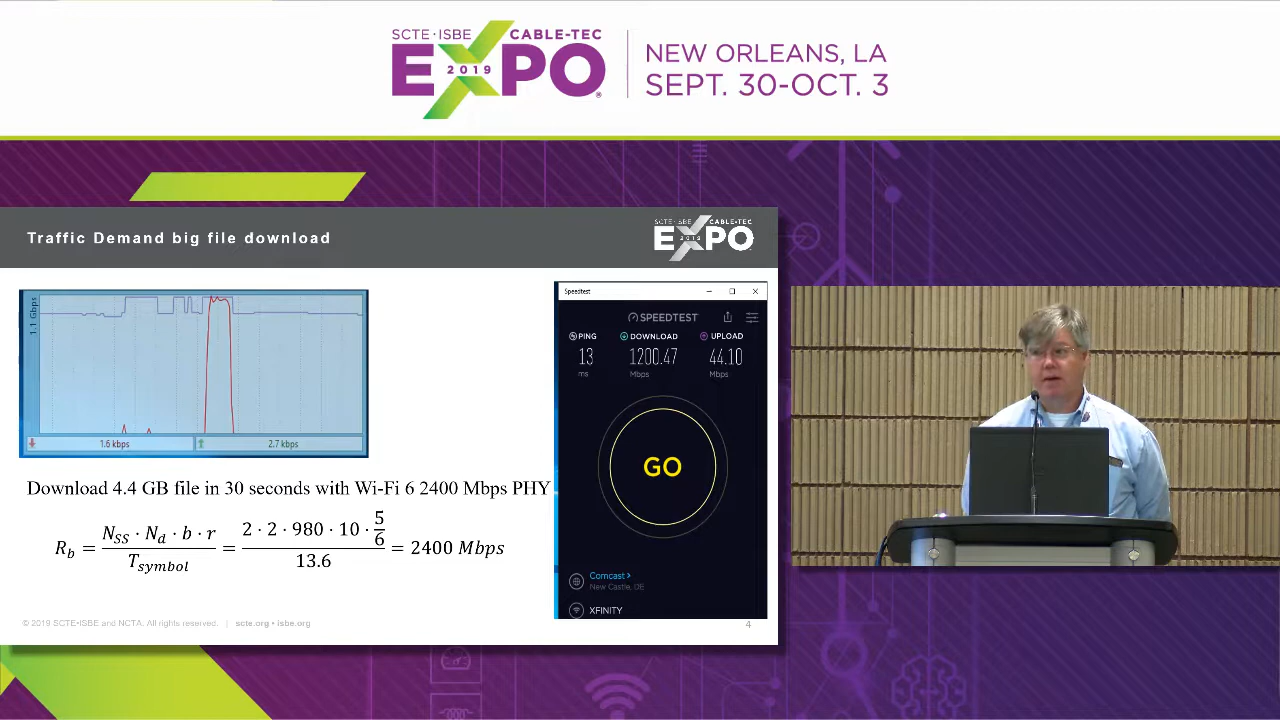 SCTE·ISBE CABLE-TEC
EXPO
2019
NEW ORLEANS, LA
SEPT. 30-OCT. 3
Traffic Demand big file download
SCTE·ISBE CABLE-TEC
EXPO
2019
1.1 Gbps
1.6 kbps
2.7 kbps
Speedtest
SPEEDTEST
PING DOWNLOAD UPLOAD
13 1200.47 44.10
ms Mbps Mbps
GO
Comcast >
New Castle, DE
XFINITY
Download 4.4 GB file in 30 seconds with Wi-Fi 6 2400 Mbps PHY
R_b = (N_SS · N_d · b · r) / T_symbol = (2 · 2 · 980 · 10 · 5/6) / 13.6 = 2400 Mbps
© 2019 SCTE•ISBE and NCTA. All rights reserved. | scte.org • isbe.org
4